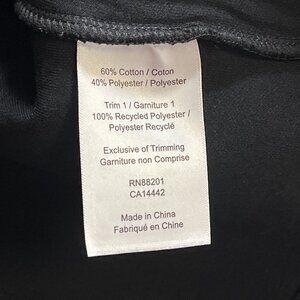 60% Cotton / Coton
40% Polyester / Polyester
Trim 1 / Garniture 1
100% Recycled Polyester /
Polyester Recyclé
Exclusive of Trimming
Garniture non Comprise
RN88201
CA14442
Made in China
Fabriqué en Chine